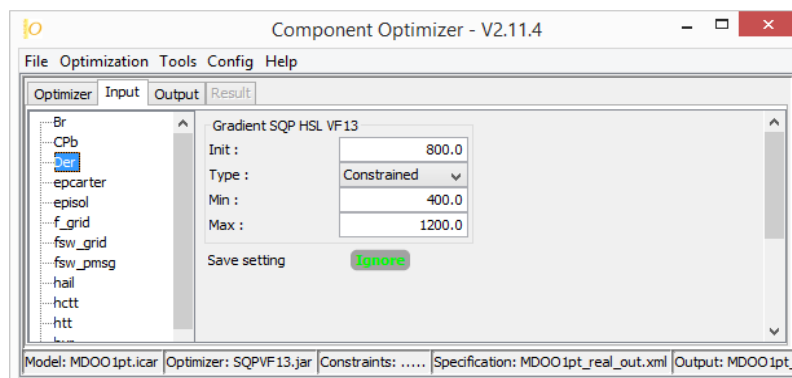 Component Optimizer - V2.11.4
File Optimization Tools Config Help
Optimizer Input Output Result
Br
CPb
Der
epcarter
episol
f_grid
fsw_grid
fsw_pmsg
hail
hctt
htt
Gradient SQP HSL VF13
Init : 800.0
Type : Constrained
Min : 400.0
Max : 1200.0
Save setting Ignore
Model: MDOO1pt.icar Optimizer: SQPVF13.jar Constraints: ..... Specification: MDOO1pt_real_out.xml Output: MDOO1pt_